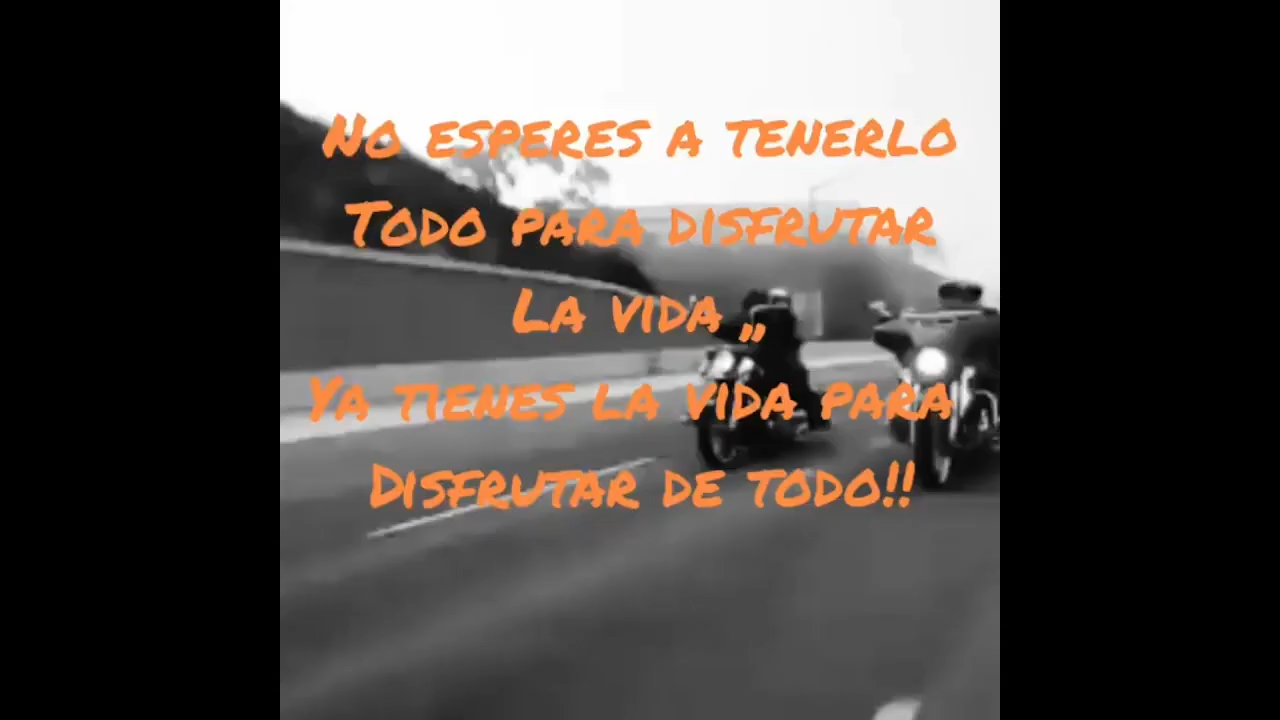 No esperes a tenerlo
Todo para disfrutar
La vida ,,
Ya tienes la vida para
Disfrutar de todo!!